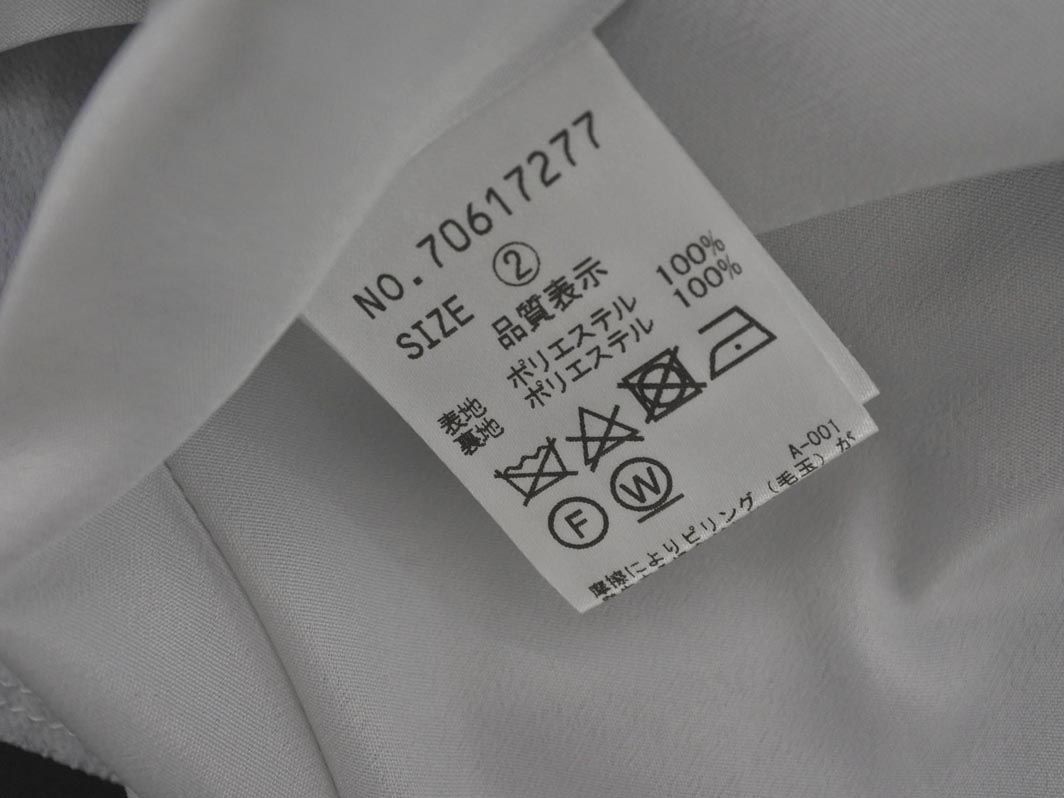 NO.70617277
SIZE ②
品質表示
表地 ポリエステル 100%
裏地 ポリエステル 100%
F W
A-001
摩擦によりピリング(毛玉)が